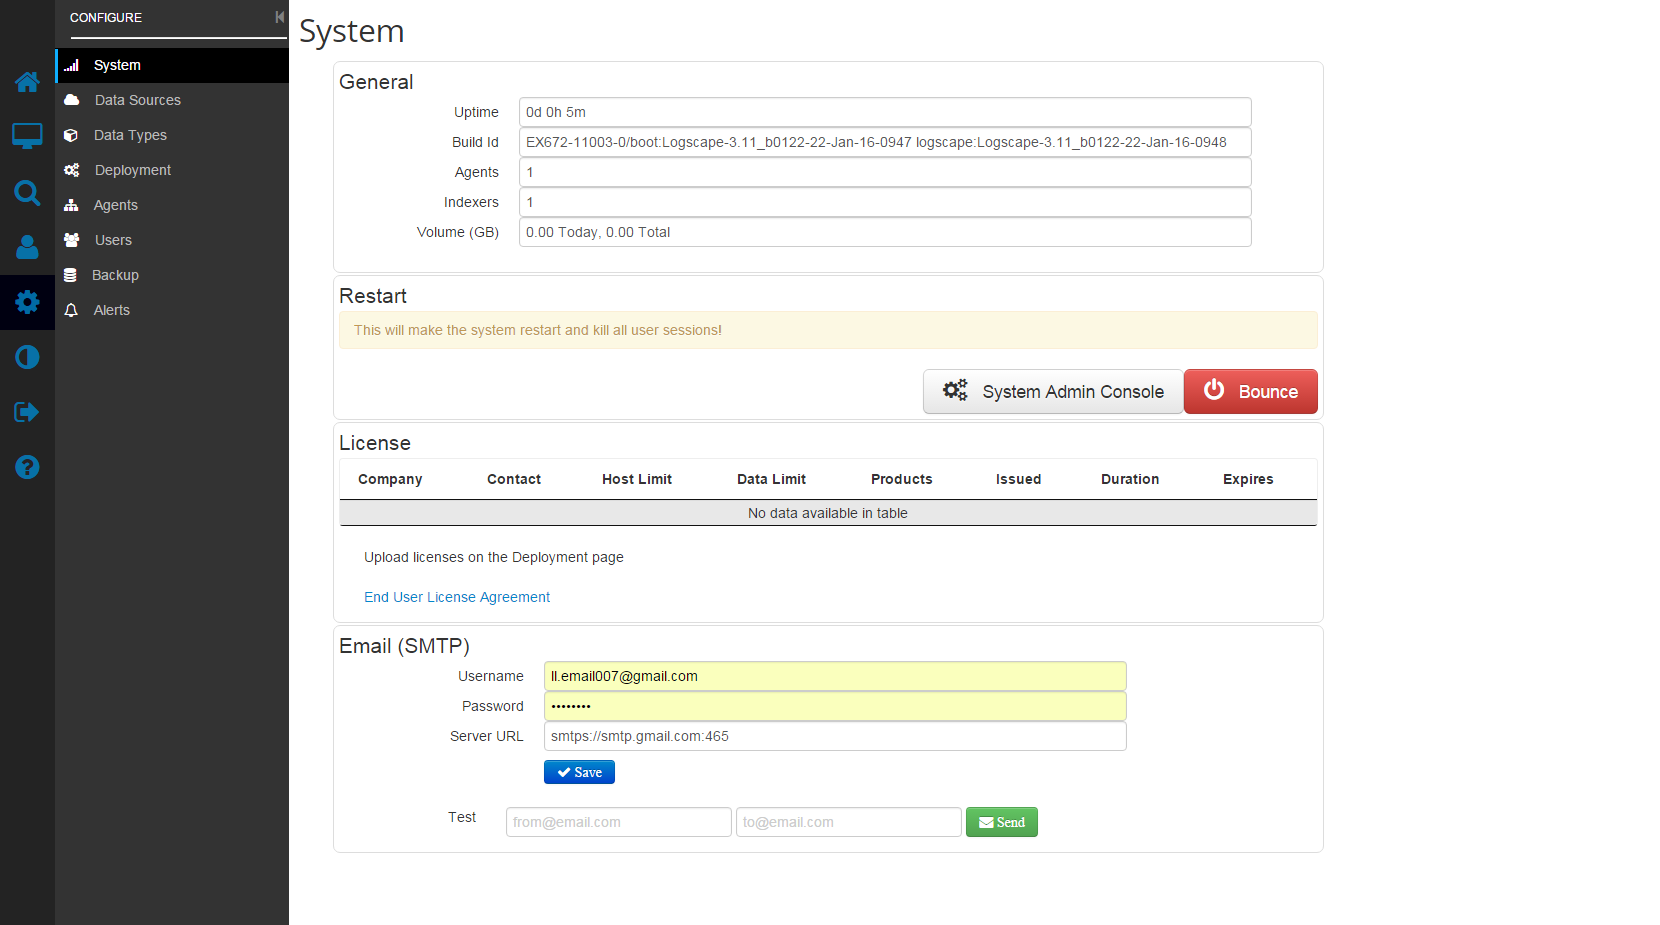 CONFIGURE
System
Data Sources
Data Types
Deployment
Agents
Users
Backup
Alerts
System
General
Uptime 0d 0h 5m
Build Id EX672-11003-0/boot:Logscape-3.11_b0122-22-Jan-16-0947 logscape:Logscape-3.11_b0122-22-Jan-16-0948
Agents 1
Indexers 1
Volume (GB) 0.00 Today, 0.00 Total
Restart
This will make the system restart and kill all user sessions!
System Admin Console Bounce
License
Company Contact Host Limit Data Limit Products Issued Duration Expires
No data available in table
Upload licenses on the Deployment page
End User License Agreement
Email (SMTP)
Username ll.email007@gmail.com
Password ••••••••
Server URL smtps://smtp.gmail.com:465
Save
Test from@email.com to@email.com Send